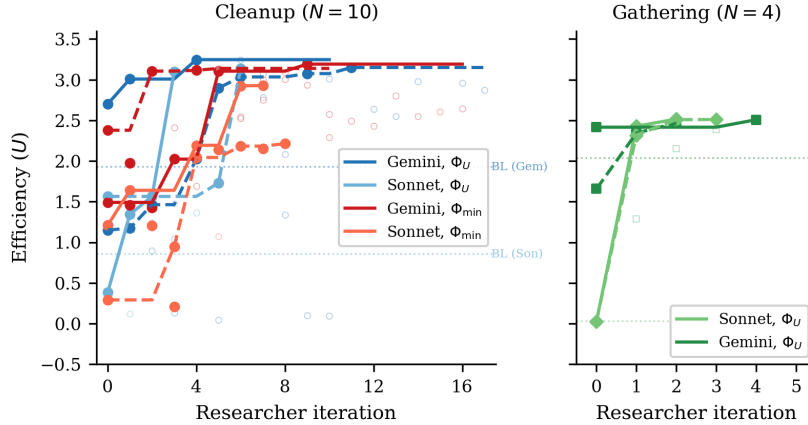 Cleanup (N = 10)
Efficiency (U)
3.5
3.0
2.5
2.0
1.5
1.0
0.5
0.0
−0.5
BL (Gem)
BL (Son)
Gemini, Φ_U
Sonnet, Φ_U
Gemini, Φ_min
Sonnet, Φ_min
0 4 8 12 16
Researcher iteration
Gathering (N = 4)
Sonnet, Φ_U
Gemini, Φ_U
0 1 2 3 4 5
Researcher iteration